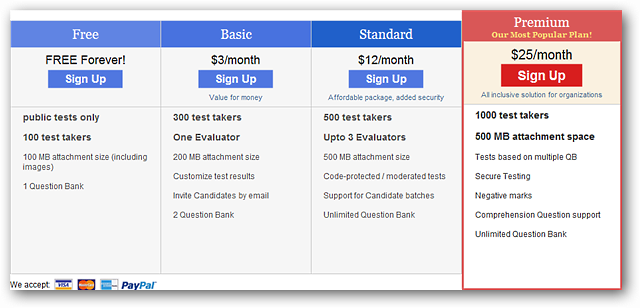 Free
FREE Forever!
Sign Up
public tests only
100 test takers
100 MB attachment size (including
images)
1 Question Bank
Basic
$3/month
Sign Up
Value for money
300 test takers
One Evaluator
200 MB attachment size
Customize test results
Invite Candidates by email
2 Question Bank
Standard
$12/month
Sign Up
Affordable package, added security
500 test takers
Upto 3 Evaluators
500 MB attachment size
Code-protected / moderated tests
Support for Candidate batches
Unlimited Question Bank
Premium
Our Most Popular Plan!
$25/month
Sign Up
All inclusive solution for organizations
1000 test takers
500 MB attachment space
Tests based on multiple QB
Secure Testing
Negative marks
Comprehension Question support
Unlimited Question Bank
We accept: VISA PayPal